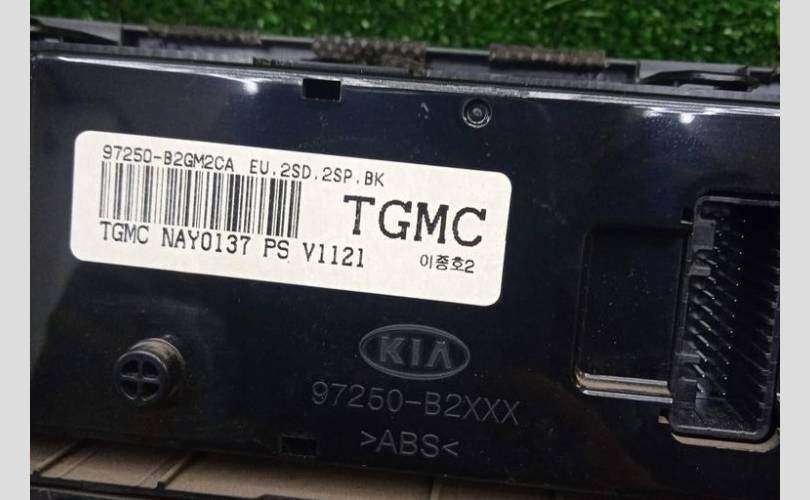 97250-B2GM2CA EU.2SD.2SP.BK
TGMC
TGMC NAY0137 PS V1121
이종호2
KIA
97250-B2XXX
>ABS<